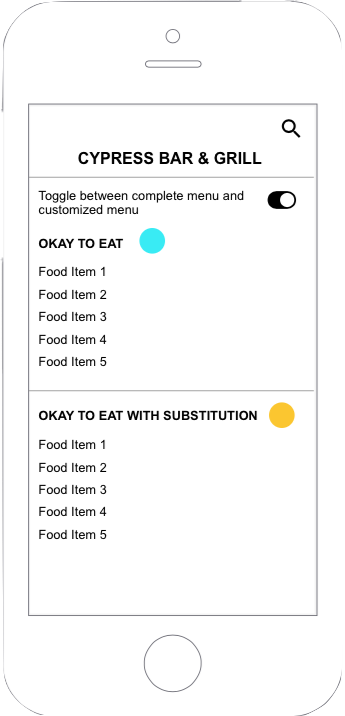 CYPRESS BAR & GRILL
Toggle between complete menu and
customized menu
OKAY TO EAT
Food Item 1
Food Item 2
Food Item 3
Food Item 4
Food Item 5
OKAY TO EAT WITH SUBSTITUTION
Food Item 1
Food Item 2
Food Item 3
Food Item 4
Food Item 5